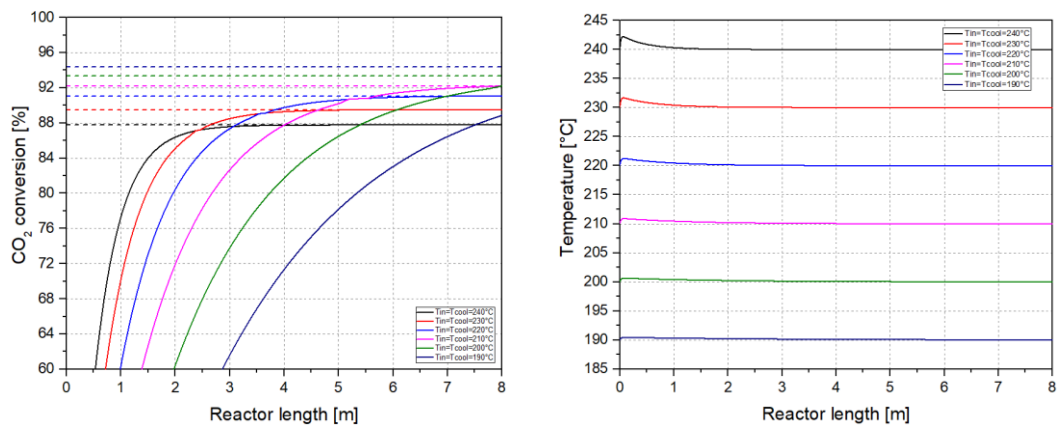 CO2 conversion [%]
100
96
92
88
84
80
76
72
68
64
60
0 1 2 3 4 5 6 7 8
Reactor length [m]
Tin=Tcool=240°C
Tin=Tcool=230°C
Tin=Tcool=220°C
Tin=Tcool=210°C
Tin=Tcool=200°C
Tin=Tcool=190°C
Temperature [°C]
245
240
235
230
225
220
215
210
205
200
195
190
185
0 1 2 3 4 5 6 7 8
Reactor length [m]
Tin=Tcool=240°C
Tin=Tcool=230°C
Tin=Tcool=220°C
Tin=Tcool=210°C
Tin=Tcool=200°C
Tin=Tcool=190°C